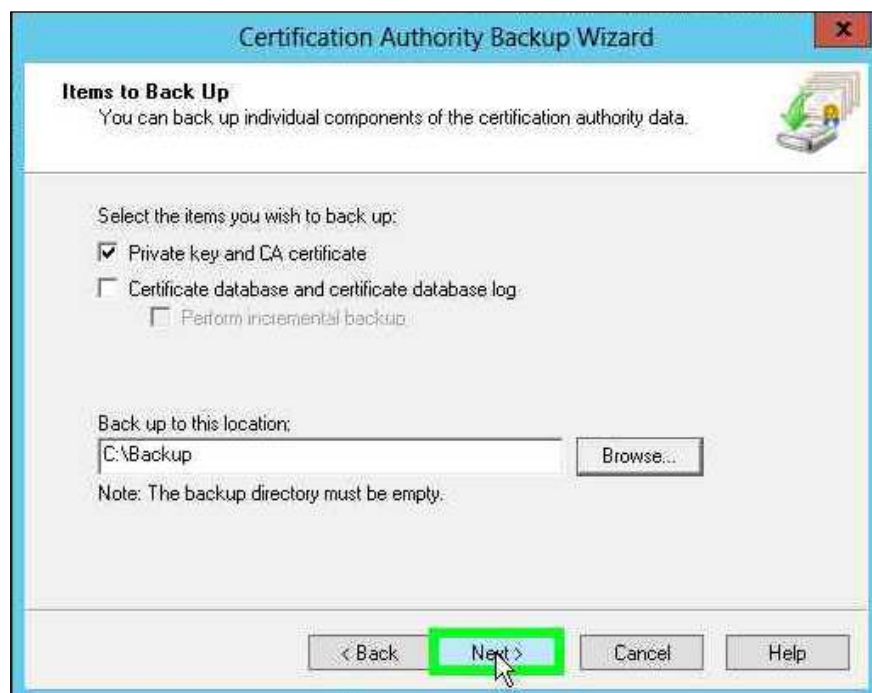 Certification Authority Backup Wizard
x
Items to Back Up
You can back up individual components of the certification authority data.
Select the items you wish to back up:
Private key and CA certificate
Certificate database and certificate database log
Perform incremental backup
Back up to this location:
C:\Backup
Browse...
Note: The backup directory must be empty.
< Back
Next >
Cancel
Help